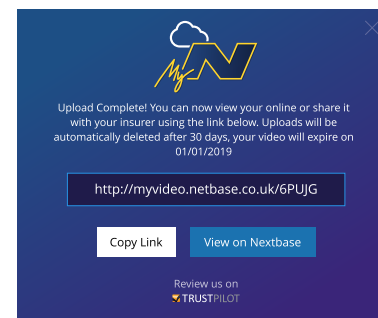 My N
Upload Complete! You can now view your online or share it
with your insurer using the link below. Uploads will be
automatically deleted after 30 days, your video will expire on
01/01/2019
http://myvideo.netbase.co.uk/6PUJG
Copy Link
View on Nextbase
Review us on
TRUSTPILOT